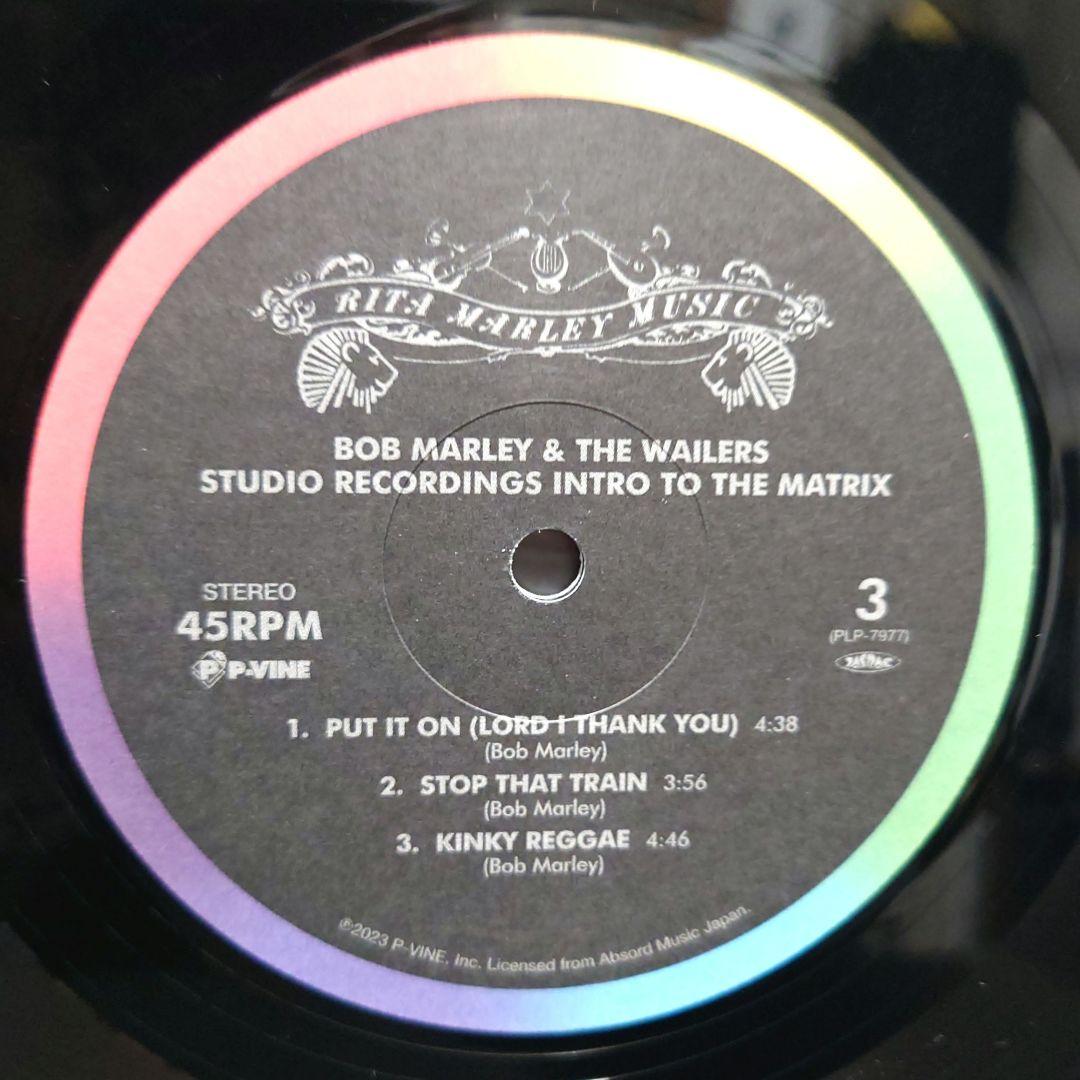 RITA MARLEY MUSIC
BOB MARLEY & THE WAILERS
STUDIO RECORDINGS INTRO TO THE MATRIX
STEREO
45RPM
P P-VINE
3
(PLP-7977)
JASRAC
1. PUT IT ON (LORD I THANK YOU) 4:38
(Bob Marley)
2. STOP THAT TRAIN 3:56
(Bob Marley)
3. KINKY REGGAE 4:46
(Bob Marley)
℗2023 P-VINE, Inc. Licensed from Absord Music Japan.